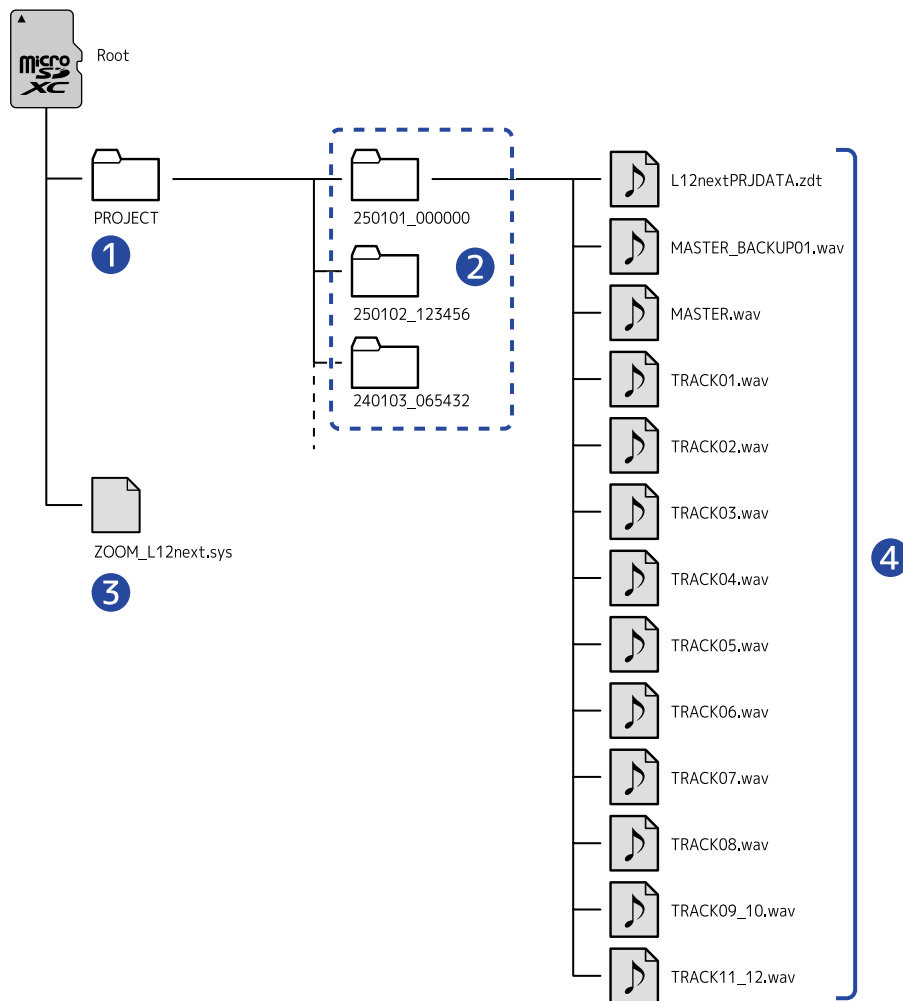 Root
micro
SD
XC
PROJECT
1
250101_000000
2
250102_123456
240103_065432
ZOOM_L12next.sys
3
L12nextPRJDATA.zdt
MASTER_BACKUP01.wav
MASTER.wav
TRACK01.wav
TRACK02.wav
TRACK03.wav
TRACK04.wav
TRACK05.wav
TRACK06.wav
TRACK07.wav
TRACK08.wav
TRACK09_10.wav
TRACK11_12.wav
4